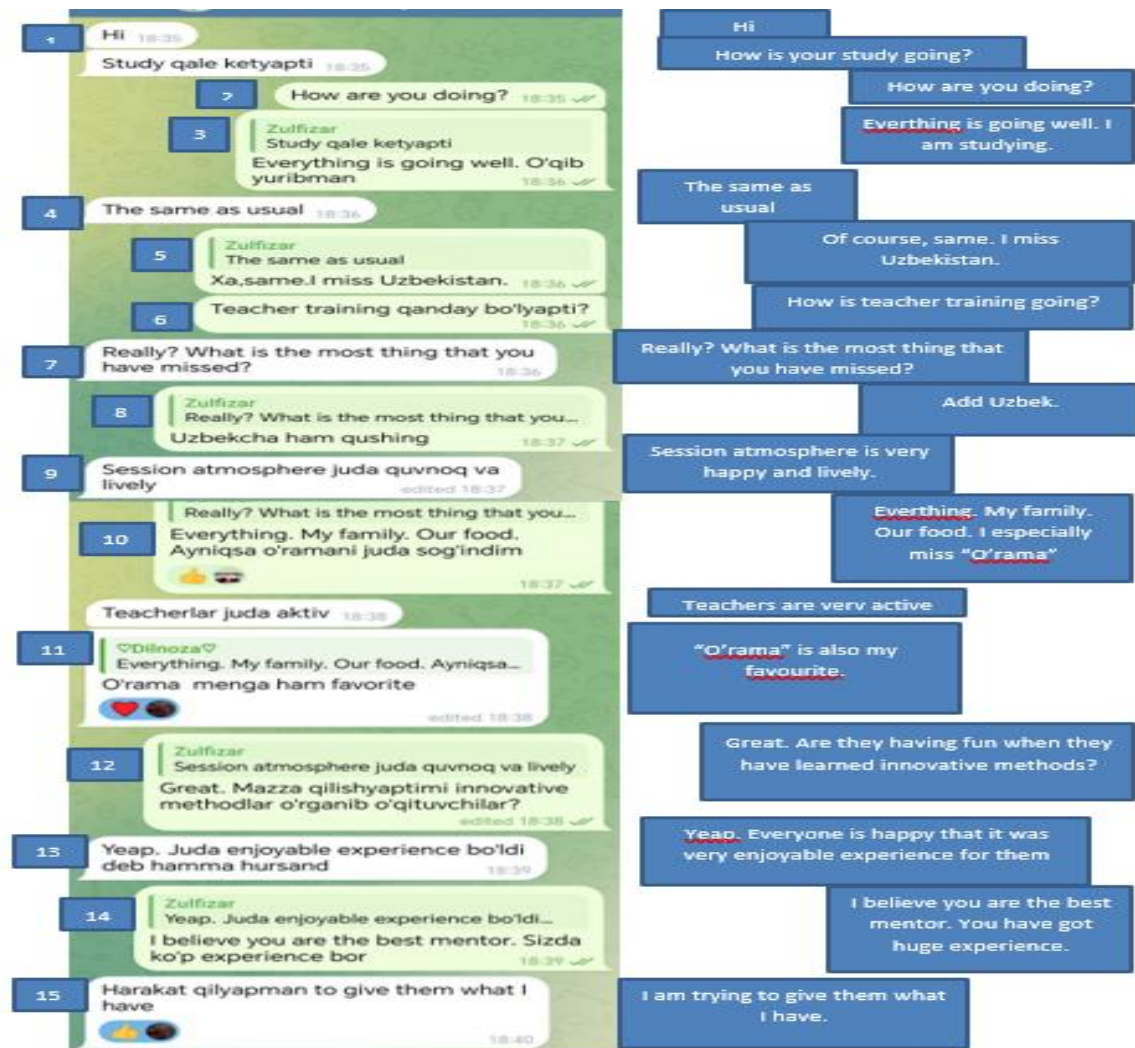 1
Hi 18:35
Hi
Study qale ketyapti 18:35
How is your study going?
2
How are you doing? 18:35
How are you doing?
3
Zulfizar
Study qale ketyapti
Everything is going well. O'qib
yuribman 18:36
Everthing is going well. I
am studying.
4
The same as usual 18:36
The same as
usual
5
Zulfizar
The same as usual
Xa,same.I miss Uzbekistan. 18:36
Of course, same. I miss
Uzbekistan.
6
Teacher training qanday bo'lyapti?
18:36
How is teacher training going?
7
Really? What is the most thing that you
have missed? 18:36
Really? What is the most thing that
you have missed?
8
Zulfizar
Really? What is the most thing that you...
Uzbekcha ham qushing 18:37
Add Uzbek.
9
Session atmosphere juda quvnoq va
lively edited 18:37
Session atmosphere is very
happy and lively.
10
Really? What is the most thing that you...
Everything. My family. Our food.
Ayniqsa o'ramani juda sog'indim
18:37
Everthing. My family.
Our food. I especially
miss “O’rama”
Teacherlar juda aktiv 18:38
Teachers are very active
11
♡Dilnoza♡
Everything. My family. Our food. Ayniqsa...
O'rama menga ham favorite
edited 18:38
“O’rama” is also my
favourite.
12
Zulfizar
Session atmosphere juda quvnoq va lively
Great. Mazza qilishyaptimi innovative
methodlar o'rganib o'qituvchilar?
edited 18:38
Great. Are they having fun when they
have learned innovative methods?
13
Yeap. Juda enjoyable experience bo'ldi
deb hamma hursand 18:39
Yeap. Everyone is happy that it was
very enjoyable experience for them
14
Zulfizar
Yeap. Juda enjoyable experience bo'ldi...
I believe you are the best mentor. Sizda
ko'p experience bor 18:39
I believe you are the best
mentor. You have got
huge experience.
15
Harakat qilyapman to give them what I
have
18:40
I am trying to give them what
I have.